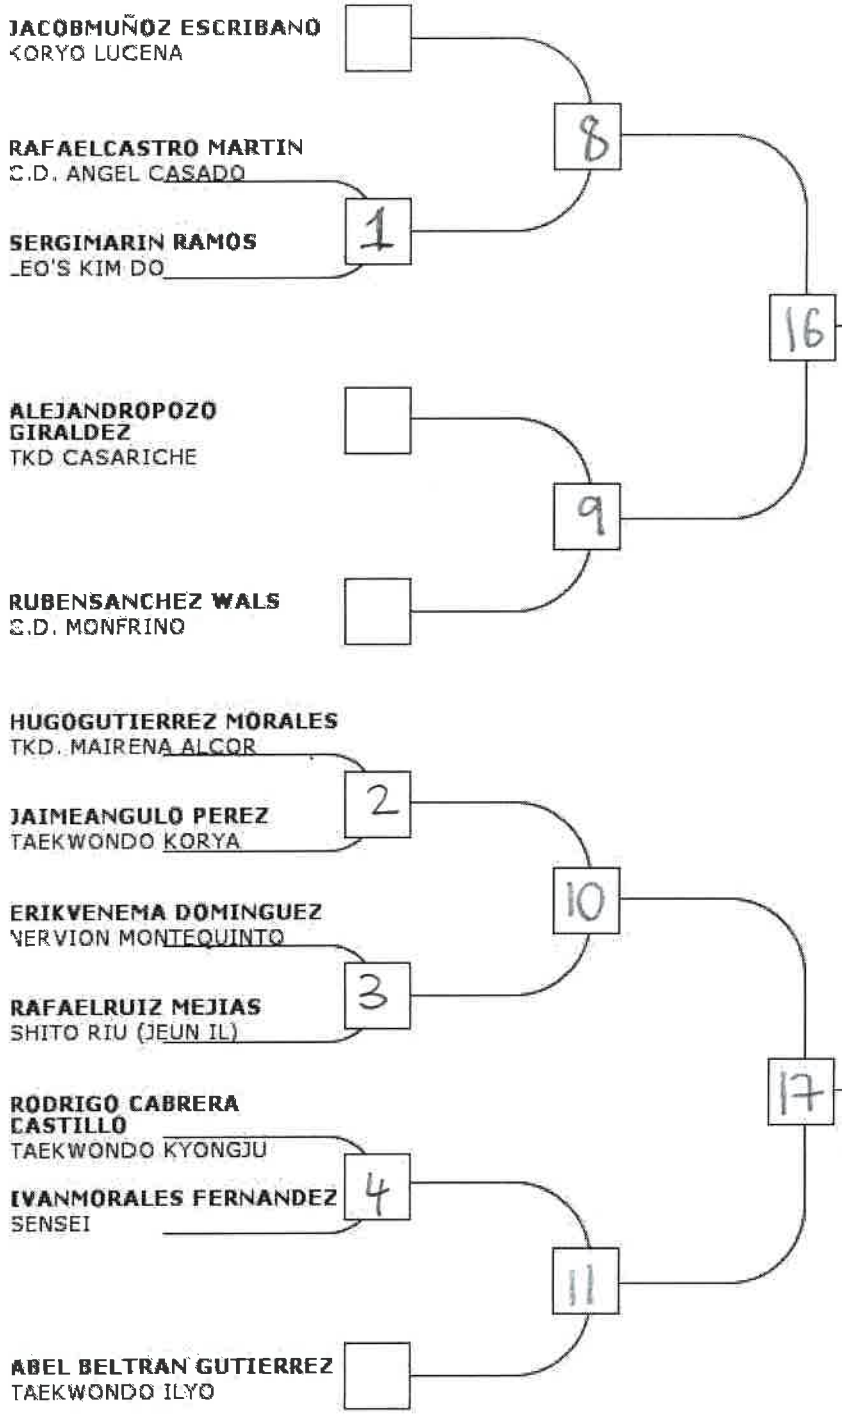 JACOBMUÑOZ ESCRIBANO
KORYO LUCENA
8
RAFAELCASTRO MARTIN
C.D. ANGEL CASADO
1
SERGIMARIN RAMOS
LEO'S KIM DO
16
ALEJANDROPOZO
GIRALDEZ
TKD CASARICHE
9
RUBENSANCHEZ WALS
C.D. MONFRINO
HUGOGUTIERREZ MORALES
TKD. MAIRENA ALCOR
2
JAIMEANGULO PEREZ
TAEKWONDO KORYA
10
ERIKVENEMA DOMINGUEZ
NERVION MONTEQUINTO
3
RAFAELRUIZ MEJIAS
SHITO RIU (JEUN IL)
17
RODRIGO CABRERA
CASTILLO
TAEKWONDO KYONGJU
4
IVANMORALES FERNANDEZ
SENSEI
11
ABEL BELTRAN GUTIERREZ
TAEKWONDO ILYO